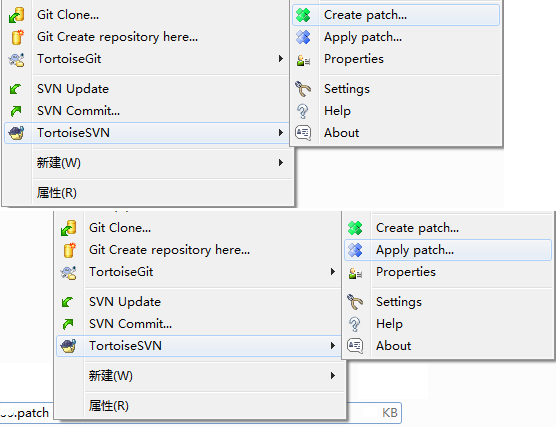 Git Clone...
Git Create repository here...
TortoiseGit
SVN Update
SVN Commit...
TortoiseSVN
新建(W)
属性(R)
Create patch...
Apply patch...
Properties
Settings
Help
About
Git Clone...
Git Create repository here...
TortoiseGit
SVN Update
SVN Commit...
TortoiseSVN
新建(W)
属性(R)
Create patch...
Apply patch...
Properties
Settings
Help
About
.patch
KB